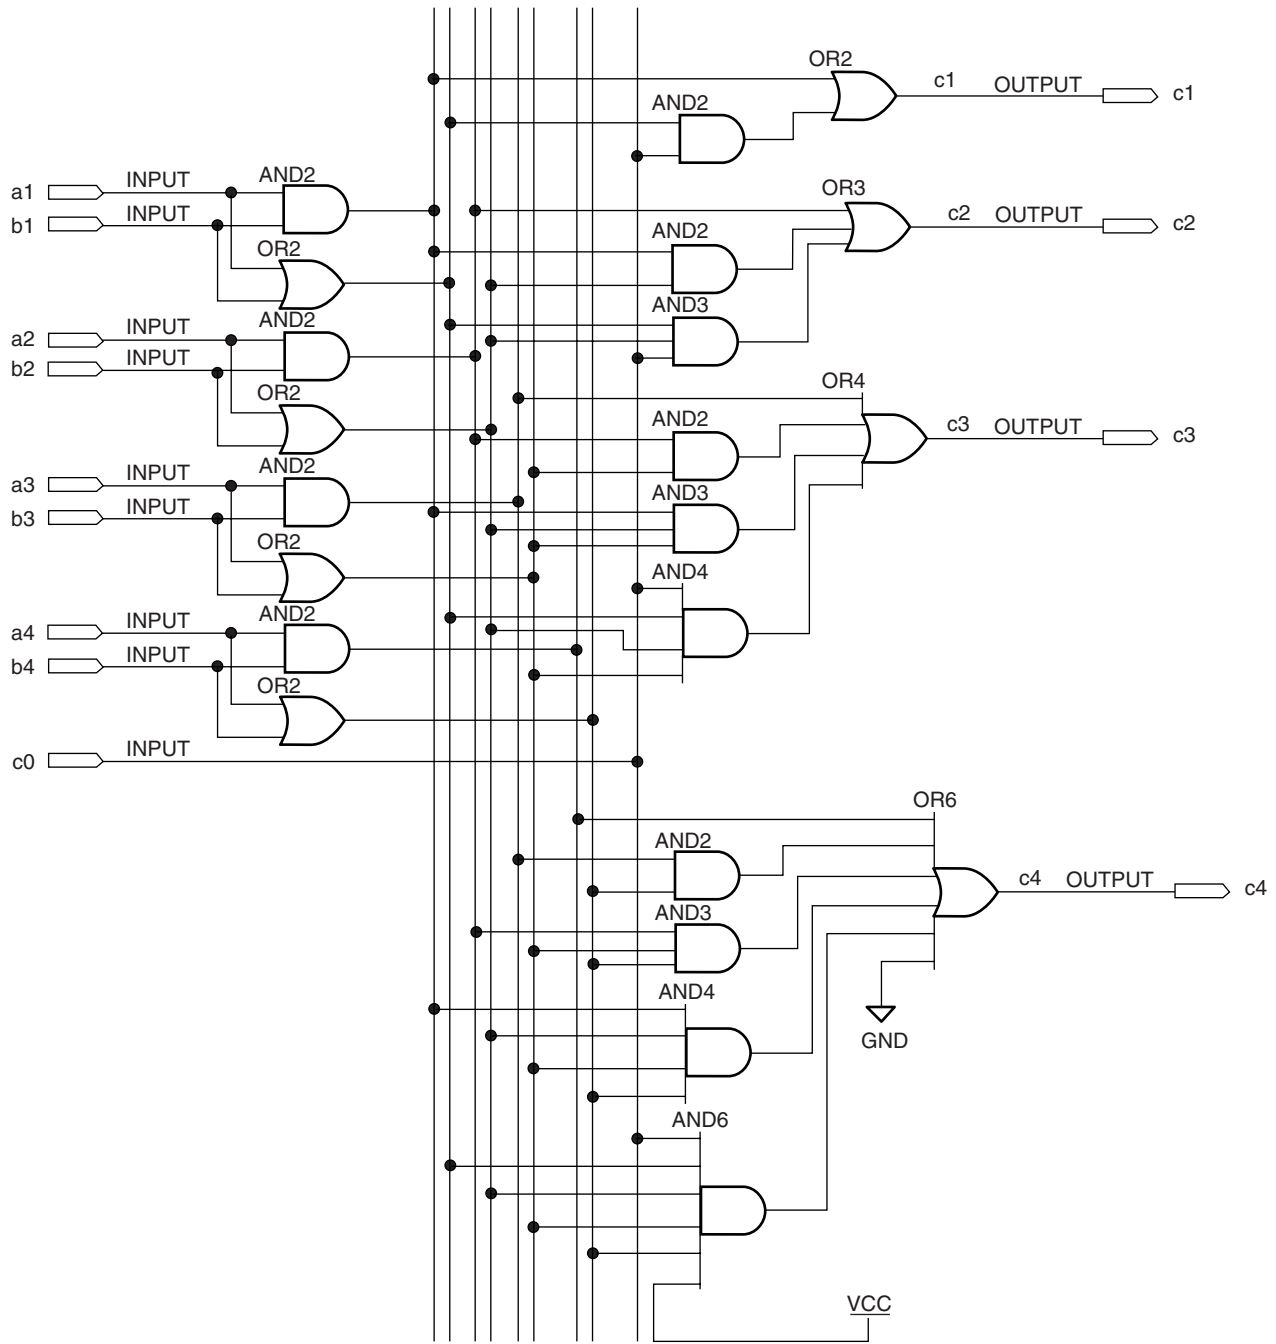 OR2
c1 OUTPUT c1
AND2
a1 INPUT AND2
b1 INPUT
OR3
c2 OUTPUT c2
AND2
OR2
AND3
a2 INPUT AND2
b2 INPUT
OR2
OR4
AND2
c3 OUTPUT c3
a3 INPUT AND2
b3 INPUT
AND3
OR2
AND4
a4 INPUT AND2
b4 INPUT
OR2
c0 INPUT
OR6
AND2
c4 OUTPUT c4
AND3
AND4
GND
AND6
VCC